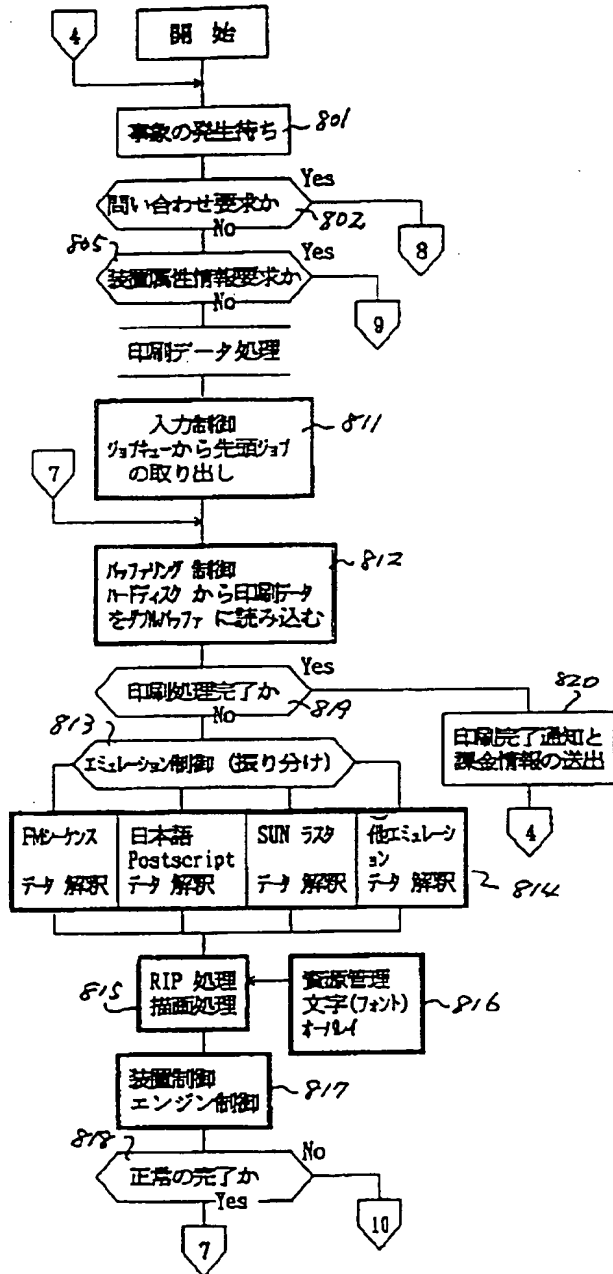 4
開 始
事象の発生待ち
801
Yes
問い合わせ要求か
802
No
8
805
Yes
装置属性情報要求か
No
9
印刷データ処理
入力制御
ジョブキューから先頭ジョブ
の取り出し
811
7
バッファリング 制御
ハードディスク から印刷データ
をダブルバッファ に読み込む
812
Yes
印刷処理完了か
819
No
820
印刷完了通知と
課金情報の送出
4
813
エミュレーション制御 (振り分け)
FMシーケンス
データ 解釈
日本語
Postscript
データ 解釈
SUN ラスタ
データ 解釈
他エミュレーシ
ョン
データ 解釈
814
815
RIP 処理
描画処理
資源管理
文字(フォント)
オーバレイ
816
装置制御
エンジン制御
817
818
No
正常の完了か
Yes
10
7